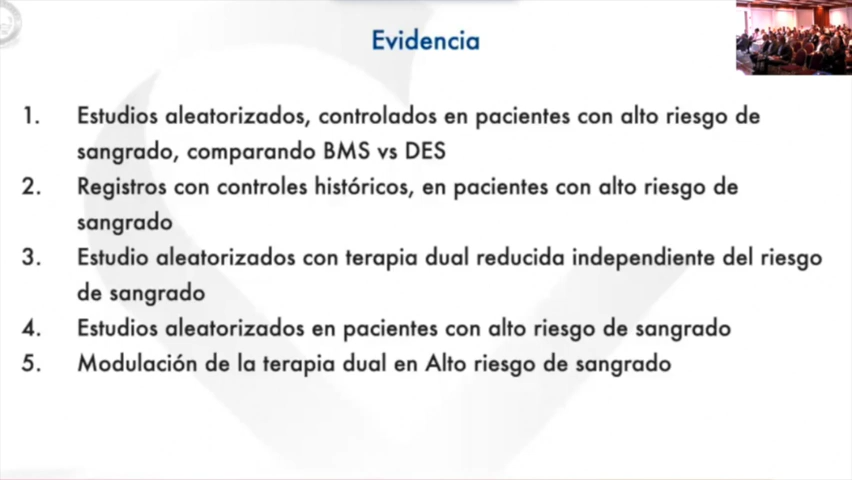 Evidencia
1. Estudios aleatorizados, controlados en pacientes con alto riesgo de
sangrado, comparando BMS vs DES
2. Registros con controles históricos, en pacientes con alto riesgo de
sangrado
3. Estudio aleatorizados con terapia dual reducida independiente del riesgo
de sangrado
4. Estudios aleatorizados en pacientes con alto riesgo de sangrado
5. Modulación de la terapia dual en Alto riesgo de sangrado